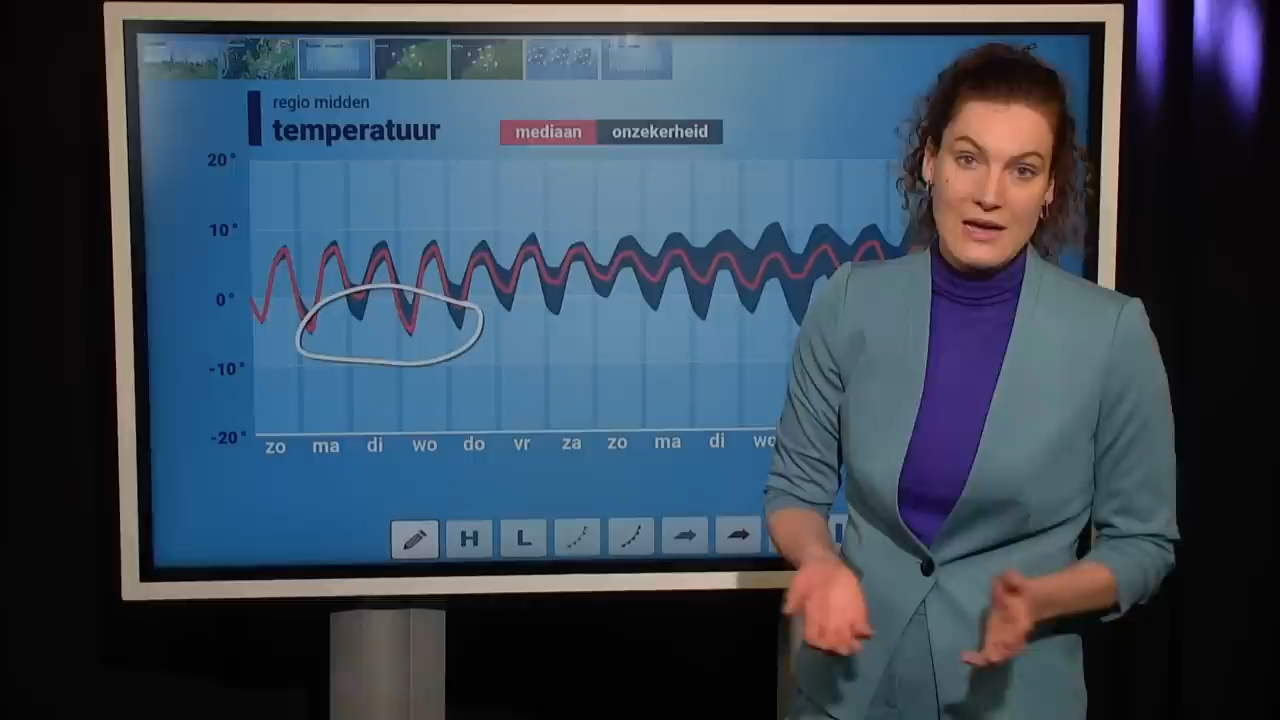 regio midden
temperatuur
mediaan onzekerheid
20°
10°
0°
-10°
-20°
zo ma di wo do vr za zo ma di wo
H L